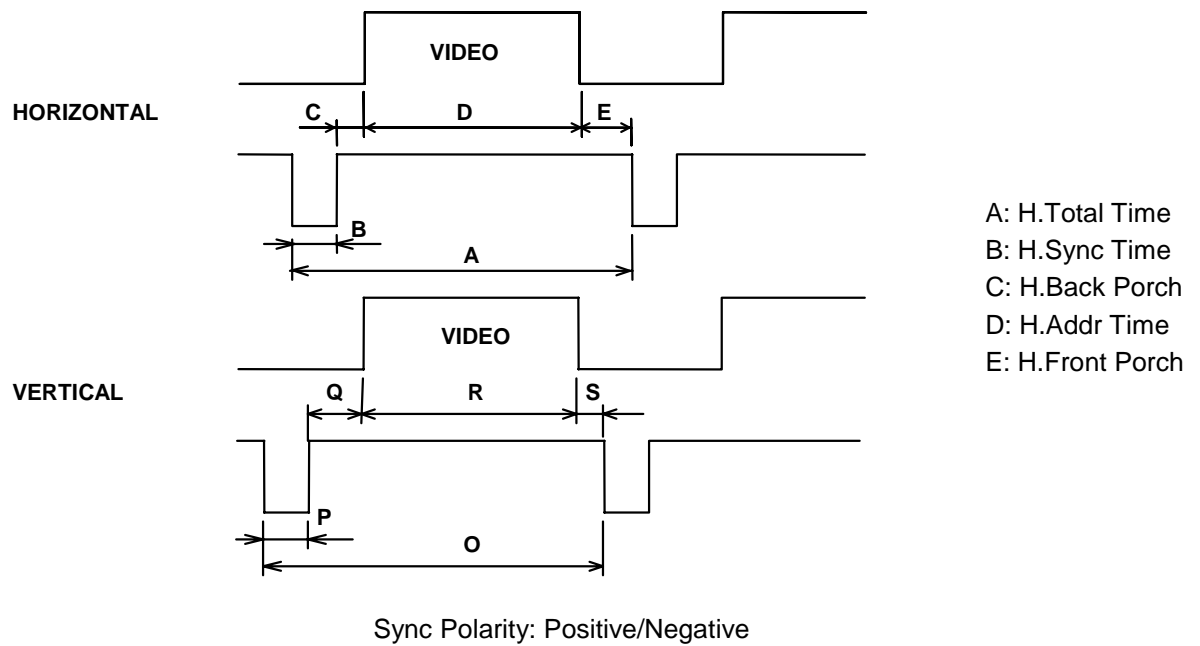 VIDEO
HORIZONTAL
C
D
E
B
A
VIDEO
VERTICAL
Q
R
S
P
O
A: H.Total Time
B: H.Sync Time
C: H.Back Porch
D: H.Addr Time
E: H.Front Porch
Sync Polarity: Positive/Negative